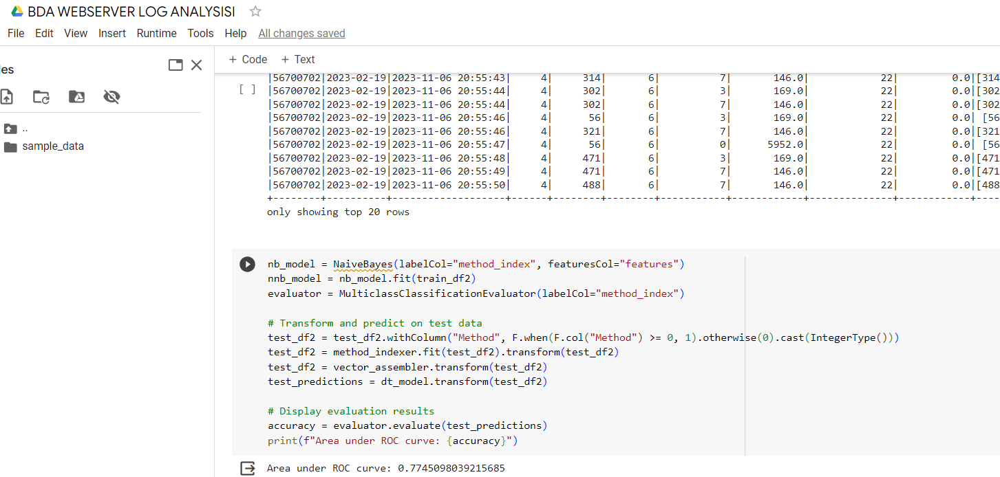 BDA WEBSERVER LOG ANALYSISI
File Edit View Insert Runtime Tools Help All changes saved
les
+ Code + Text
..
sample_data
[ ]
|56700702|2023-02-19|2023-11-06 20:55:43| 4| 314| 6| 7| 146.0| 22| 0.0|[314
|56700702|2023-02-19|2023-11-06 20:55:44| 4| 302| 6| 3| 169.0| 22| 0.0|[302
|56700702|2023-02-19|2023-11-06 20:55:44| 4| 302| 6| 7| 146.0| 22| 0.0|[302
|56700702|2023-02-19|2023-11-06 20:55:46| 4| 56| 6| 3| 169.0| 22| 0.0| [56
|56700702|2023-02-19|2023-11-06 20:55:46| 4| 321| 6| 7| 146.0| 22| 0.0|[321
|56700702|2023-02-19|2023-11-06 20:55:47| 4| 56| 6| 0| 5952.0| 22| 0.0| [56
|56700702|2023-02-19|2023-11-06 20:55:48| 4| 471| 6| 3| 169.0| 22| 0.0|[471
|56700702|2023-02-19|2023-11-06 20:55:49| 4| 471| 6| 7| 146.0| 22| 0.0|[471
|56700702|2023-02-19|2023-11-06 20:55:50| 4| 488| 6| 7| 146.0| 22| 0.0|[488
+--------+----------+-------------------+------+--------+--------+-----------+------------+--------------+------------+----
only showing top 20 rows
nb_model = NaiveBayes(labelCol="method_index", featuresCol="features")
nnb_model = nb_model.fit(train_df2)
evaluator = MulticlassClassificationEvaluator(labelCol="method_index")
# Transform and predict on test data
test_df2 = test_df2.withColumn("Method", F.when(F.col("Method") >= 0, 1).otherwise(0).cast(IntegerType()))
test_df2 = method_indexer.fit(test_df2).transform(test_df2)
test_df2 = vector_assembler.transform(test_df2)
test_predictions = dt_model.transform(test_df2)
# Display evaluation results
accuracy = evaluator.evaluate(test_predictions)
print(f"Area under ROC curve: {accuracy}")
Area under ROC curve: 0.7745098039215685